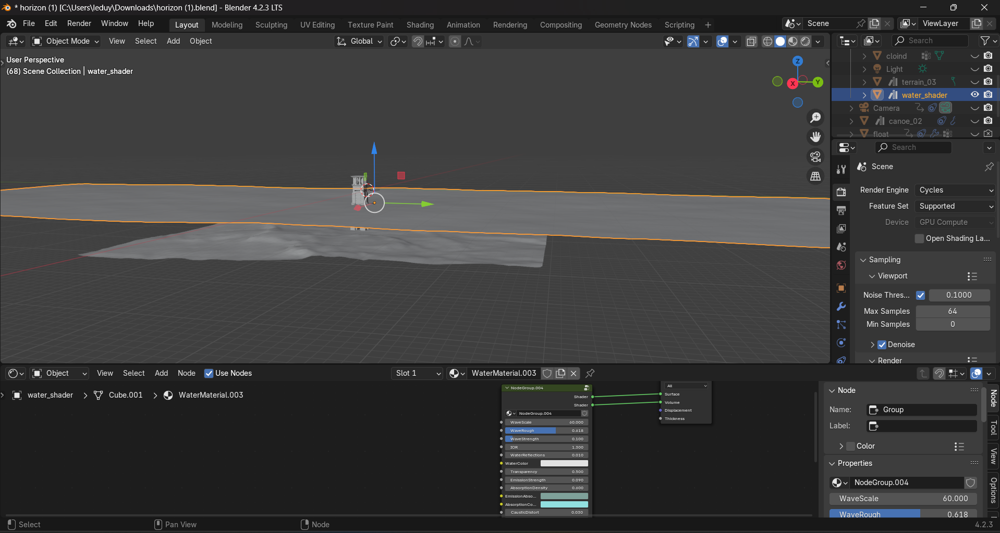 * horizon (1) [C:\Users\leduy\Downloads\horizon (1).blend] - Blender 4.2.3 LTS
File Edit Render Window Help Layout Modeling Sculpting UV Editing Texture Paint Shading Animation Rendering Compositing Geometry Nodes Scripting + Scene ViewLayer
Object Mode View Select Add Object Global Search
User Perspective
(68) Scene Collection | water_shader
Z
X
Y
cloind
Light
terrain_03
water_shader
Camera
canoe_02
float
Search
Scene
Render Engine Cycles
Feature Set Supported
Device GPU Compute
Open Shading La...
Sampling
Viewport
Noise Thres... 0.1000
Max Samples 64
Min Samples 0
Denoise
Render
Object View Select Add Node Use Nodes Slot 1 WaterMaterial.003
water_shader > Cube.001 > WaterMaterial.003
NodeGroup.004
Shader
Shader
NodeGroup.004
WaveScale 60.000
WaveRough 0.618
WaveStrength 0.100
IOR 1.300
WaterReflections 0.010
WaterColor
Transparency 0.500
EmissionStrength 0.090
AbsorptionDensity 0.600
EmissionAbso...
AbsorptionCo...
CausticDistort 0.030
All
Surface
Volume
Displacement
Thickness
Node
Name: Group
Label:
Color
Properties
NodeGroup.004
WaveScale 60.000
WaveRough 0.618
Node
Tool
View
Options
Select Pan View Node 4.2.3